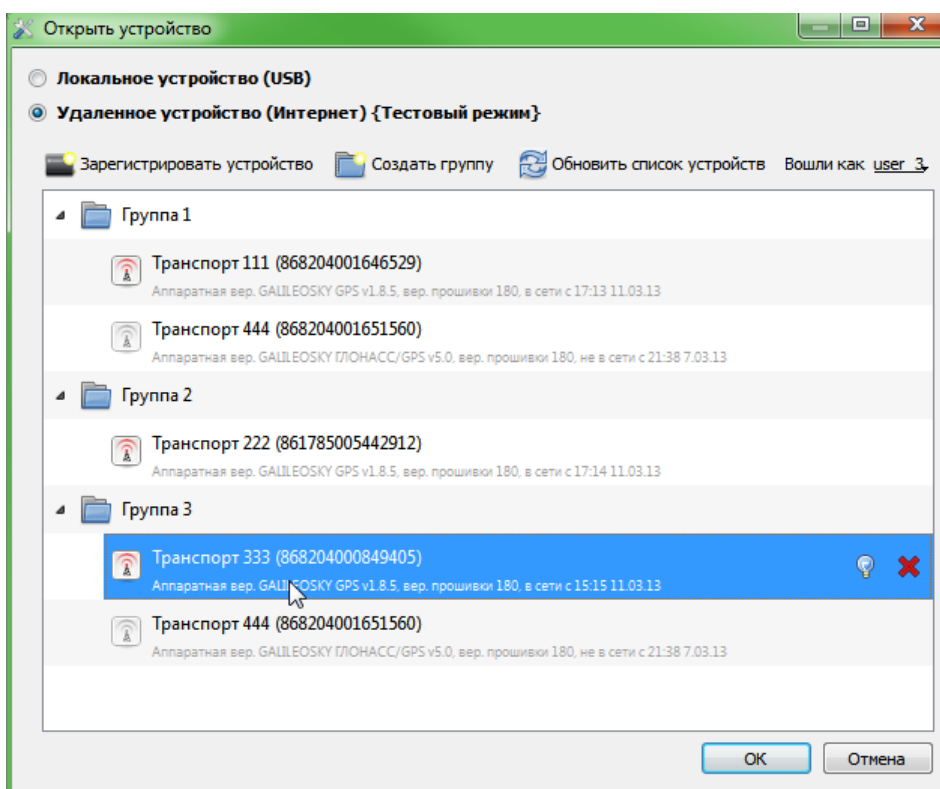 Открыть устройство
Локальное устройство (USB)
Удаленное устройство (Интернет) {Тестовый режим}
Зарегистрировать устройство Создать группу Обновить список устройств Вошли как user_3
Группа 1
Транспорт 111 (868204001646529)
Аппаратная вер. GALILEOSKY GPS v1.8.5, вер. прошивки 180, в сети с 17:13 11.03.13
Транспорт 444 (868204001651560)
Аппаратная вер. GALILEOSKY ГЛОНАСС/GPS v5.0, вер. прошивки 180, не в сети с 21:38 7.03.13
Группа 2
Транспорт 222 (861785005442912)
Аппаратная вер. GALILEOSKY GPS v1.8.5, вер. прошивки 180, в сети с 17:14 11.03.13
Группа 3
Транспорт 333 (868204000849405)
Аппаратная вер. GALILEOSKY GPS v1.8.5, вер. прошивки 180, в сети с 15:15 11.03.13
Транспорт 444 (868204001651560)
Аппаратная вер. GALILEOSKY ГЛОНАСС/GPS v5.0, вер. прошивки 180, не в сети с 21:38 7.03.13
ОК Отмена